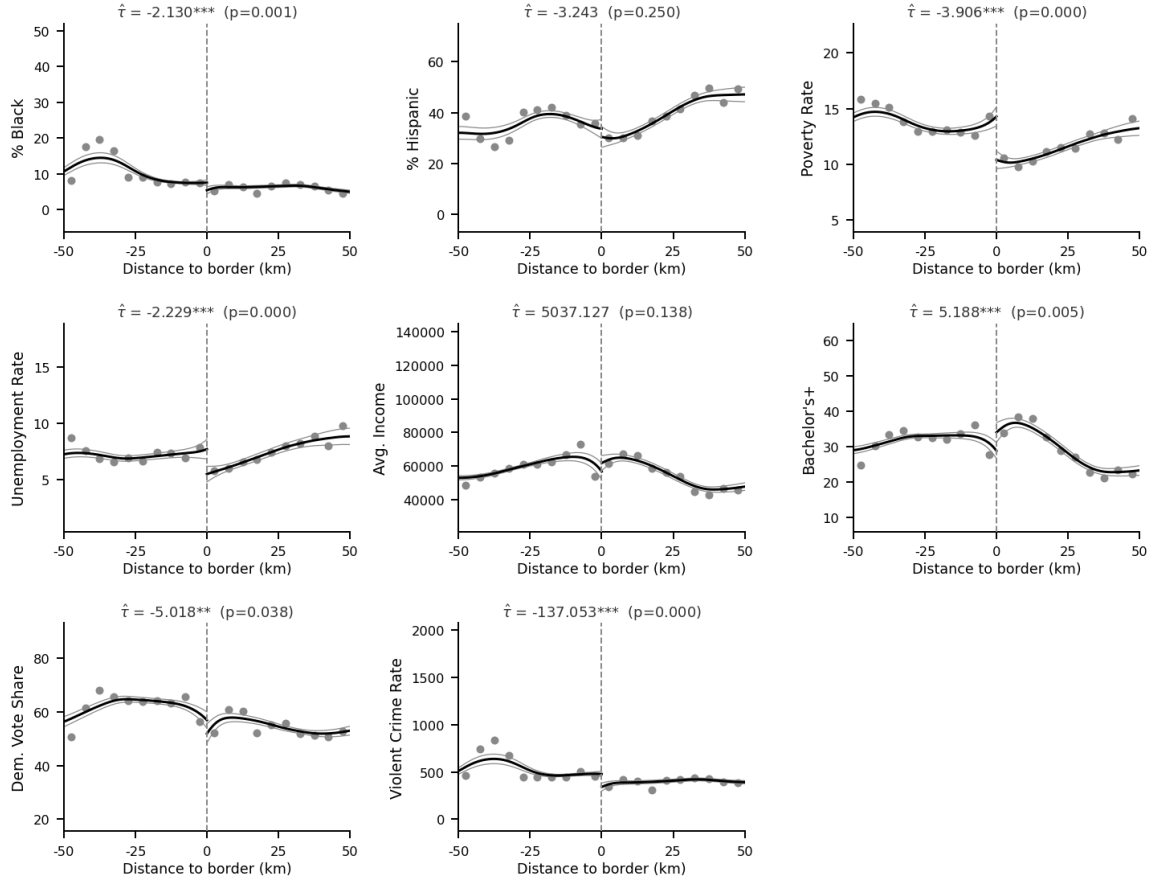 τ̂ = -2.130*** (p=0.001)
% Black
50
40
30
20
10
0
-50 -25 0 25 50
Distance to border (km)
τ̂ = -3.243 (p=0.250)
% Hispanic
60
40
20
0
-50 -25 0 25 50
Distance to border (km)
τ̂ = -3.906*** (p=0.000)
Poverty Rate
20
15
10
5
-50 -25 0 25 50
Distance to border (km)
τ̂ = -2.229*** (p=0.000)
Unemployment Rate
15
10
5
-50 -25 0 25 50
Distance to border (km)
τ̂ = 5037.127 (p=0.138)
Avg. Income
140000
120000
100000
80000
60000
40000
-50 -25 0 25 50
Distance to border (km)
τ̂ = 5.188*** (p=0.005)
Bachelor's+
60
50
40
30
20
10
-50 -25 0 25 50
Distance to border (km)
τ̂ = -5.018** (p=0.038)
Dem. Vote Share
80
60
40
20
-50 -25 0 25 50
Distance to border (km)
τ̂ = -137.053*** (p=0.000)
Violent Crime Rate
2000
1500
1000
500
0
-50 -25 0 25 50
Distance to border (km)